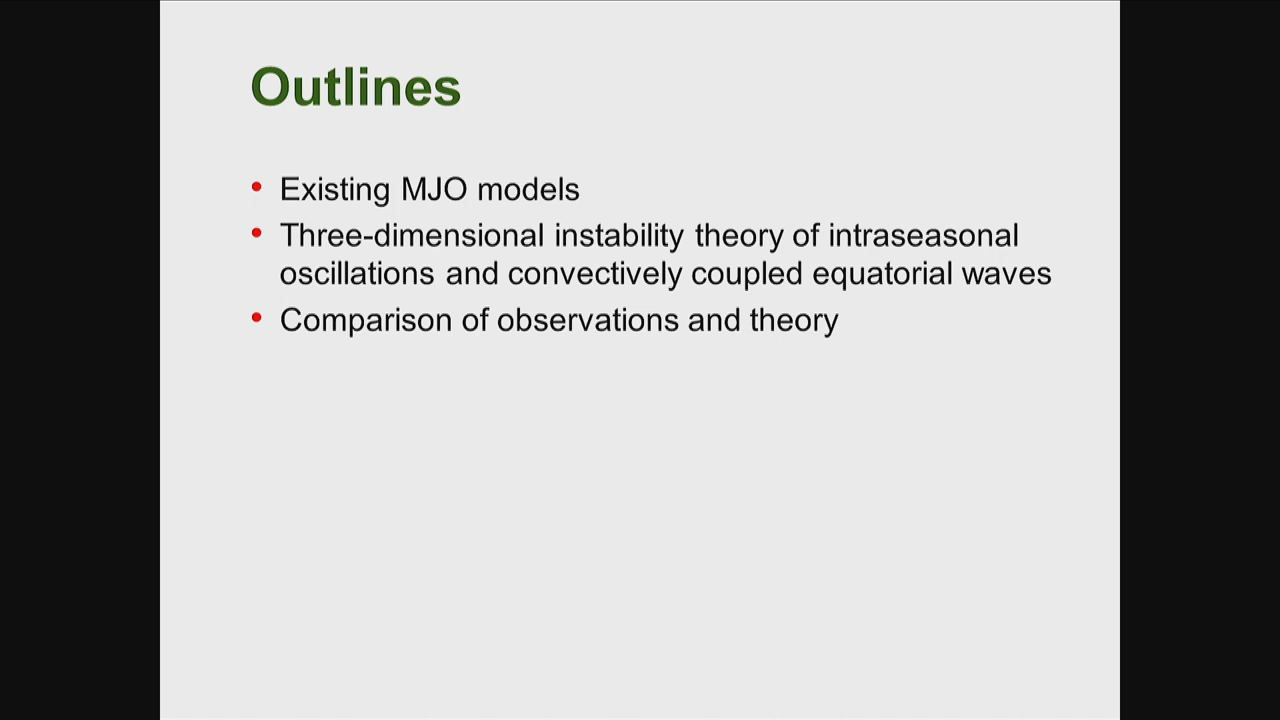 Outlines
• Existing MJO models
• Three-dimensional instability theory of intraseasonal
oscillations and convectively coupled equatorial waves
• Comparison of observations and theory